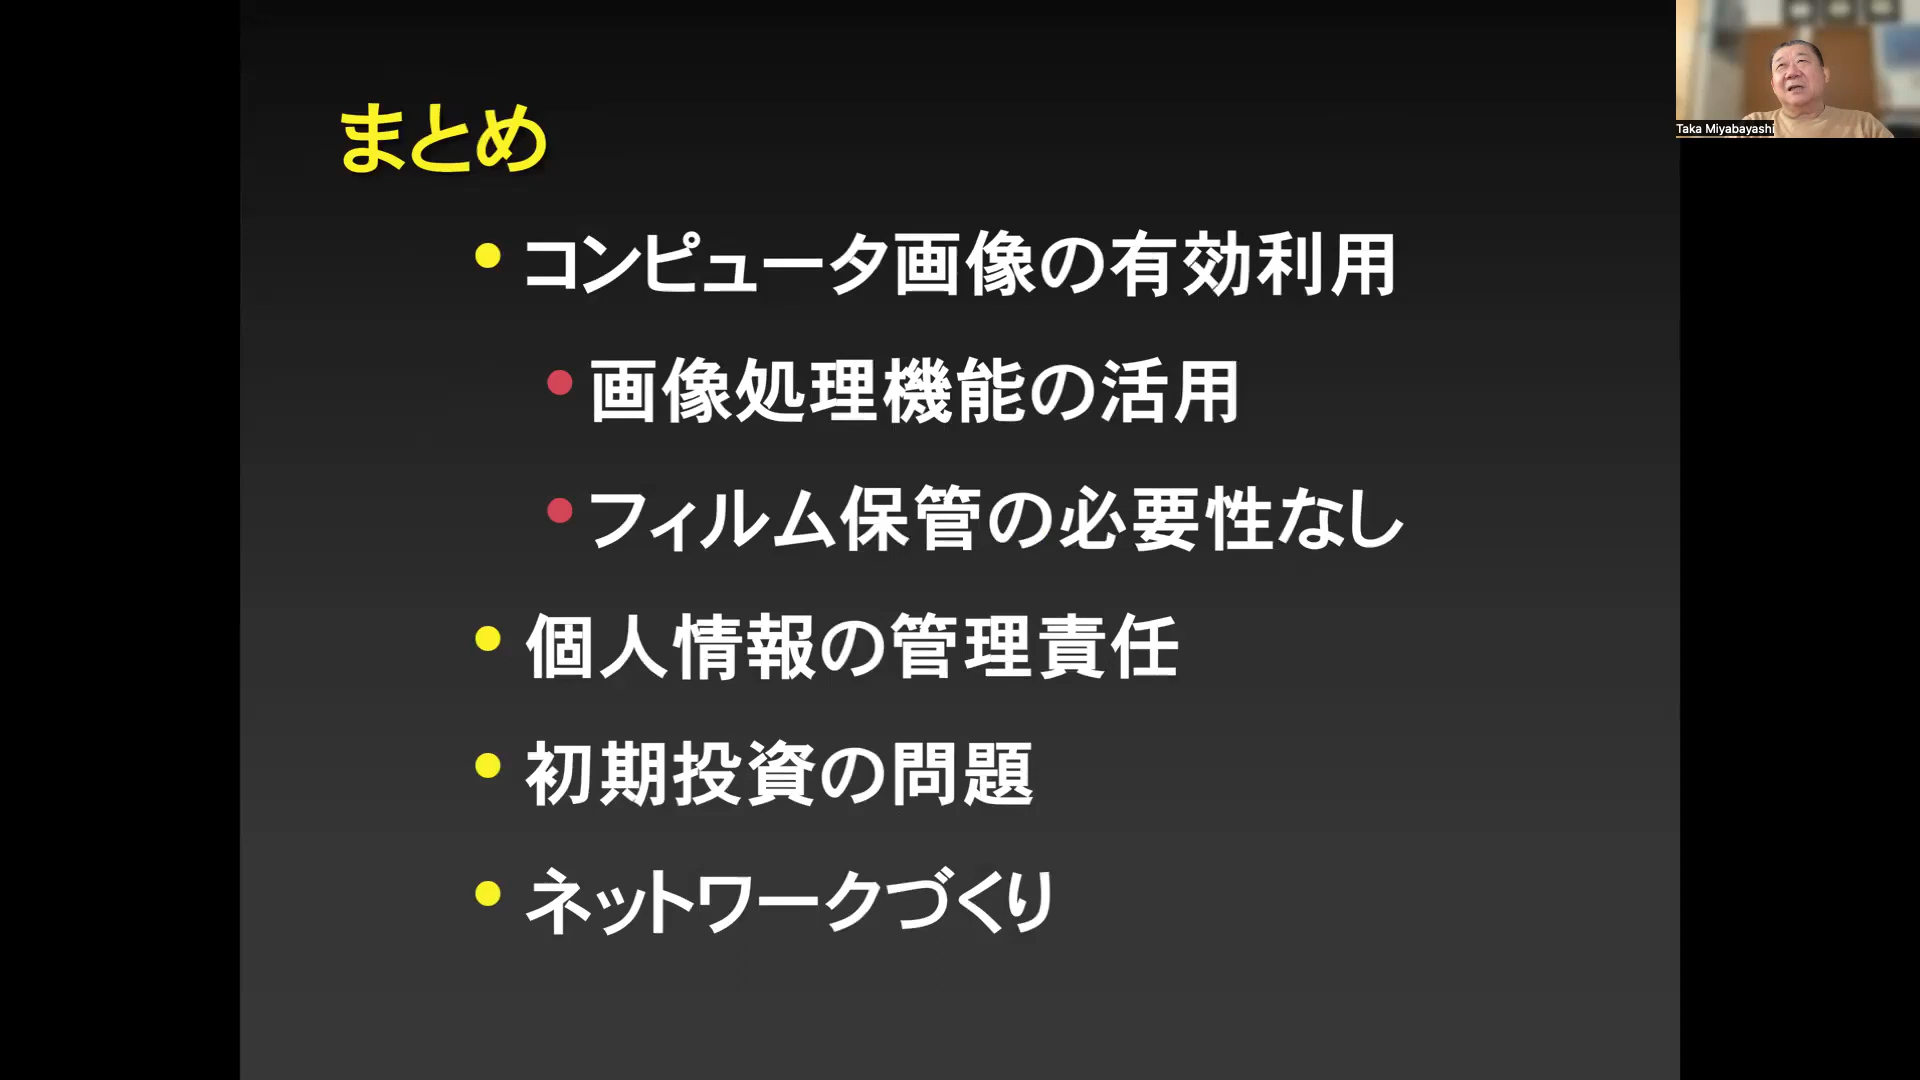 まとめ
コンピュータ画像の有効利用
画像処理機能の活用
フィルム保管の必要性なし
個人情報の管理責任
初期投資の問題
ネットワークづくり
Taka Miyabayashi